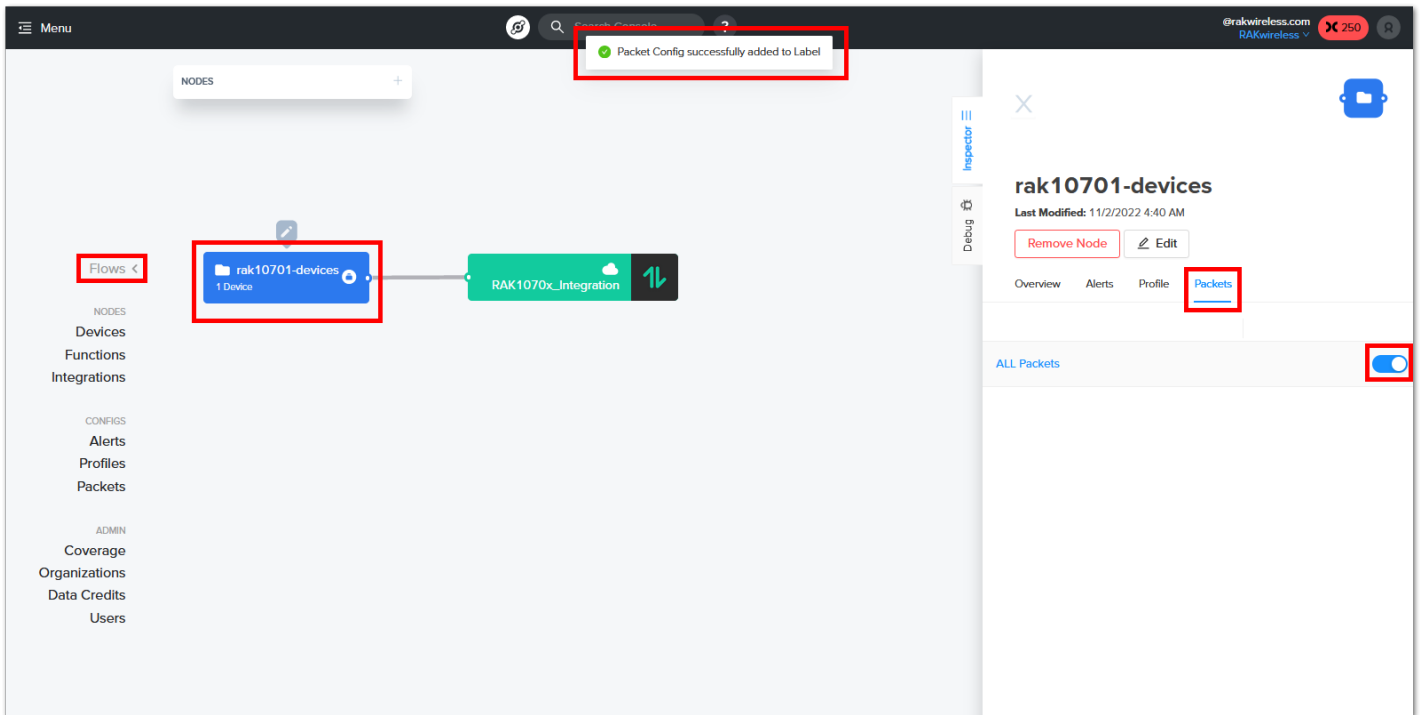 Menu
Search Console
?
@rakwireless.com
RAKwireless
250
R
Packet Config successfully added to Label
NODES
+
Inspector
Debug
X
rak10701-devices
Last Modified: 11/2/2022 4:40 AM
Remove Node
Edit
Overview
Alerts
Profile
Packets
ALL Packets
rak10701-devices
1 Device
RAK1070x_Integration
Flows
NODES
Devices
Functions
Integrations
CONFIGS
Alerts
Profiles
Packets
ADMIN
Coverage
Organizations
Data Credits
Users